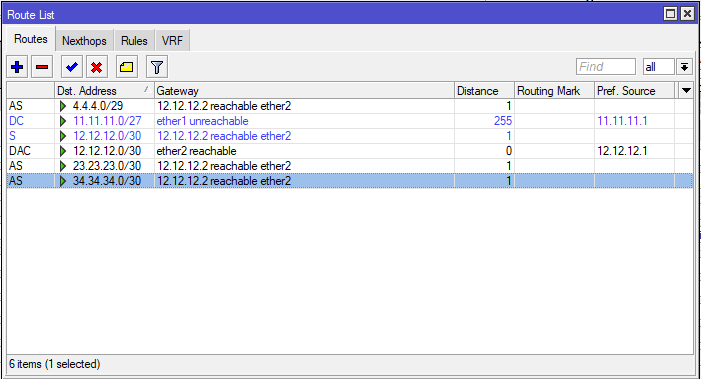 Route List
Routes Nexthops Rules VRF
Find all
Dst. Address Gateway Distance Routing Mark Pref. Source
AS 4.4.4.0/29 12.12.12.2 reachable ether2 1
DC 11.11.11.0/27 ether1 unreachable 255 11.11.11.1
S 12.12.12.0/30 12.12.12.2 reachable ether2 1
DAC 12.12.12.0/30 ether2 reachable 0 12.12.12.1
AS 23.23.23.0/30 12.12.12.2 reachable ether2 1
AS 34.34.34.0/30 12.12.12.2 reachable ether2 1
6 items (1 selected)